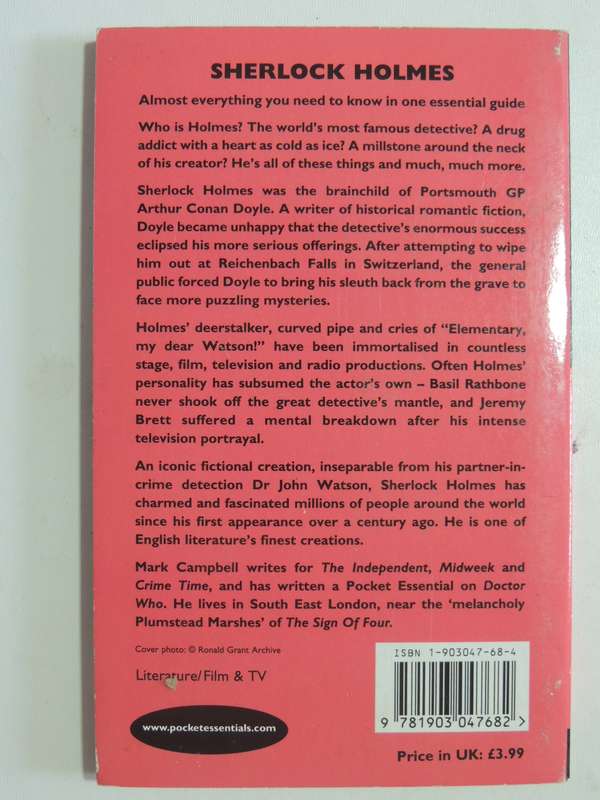 SHERLOCK HOLMES
Almost everything you need to know in one essential guide
Who is Holmes? The world's most famous detective? A drug
addict with a heart as cold as ice? A millstone around the neck
of his creator? He's all of these things and much, much more.
Sherlock Holmes was the brainchild of Portsmouth GP
Arthur Conan Doyle. A writer of historical romantic fiction,
Doyle became unhappy that the detective's enormous success
eclipsed his more serious offerings. After attempting to wipe
him out at Reichenbach Falls in Switzerland, the general
public forced Doyle to bring his sleuth back from the grave to
face more puzzling mysteries.
Holmes' deerstalker, curved pipe and cries of "Elementary,
my dear Watson!" have been immortalised in countless
stage, film, television and radio productions. Often Holmes'
personality has subsumed the actor's own – Basil Rathbone
never shook off the great detective's mantle, and Jeremy
Brett suffered a mental breakdown after his intense
television portrayal.
An iconic fictional creation, inseparable from his partner-in-
crime detection Dr John Watson, Sherlock Holmes has
charmed and fascinated millions of people around the world
since his first appearance over a century ago. He is one of
English literature's finest creations.
Mark Campbell writes for The Independent, Midweek and
Crime Time, and has written a Pocket Essential on Doctor
Who. He lives in South East London, near the 'melancholy
Plumstead Marshes' of The Sign Of Four.
Cover photo: © Ronald Grant Archive
Literature/Film & TV
www.pocketessentials.com
ISBN 1-903047-68-4
9 781903 047682 >
Price in UK: £3.99